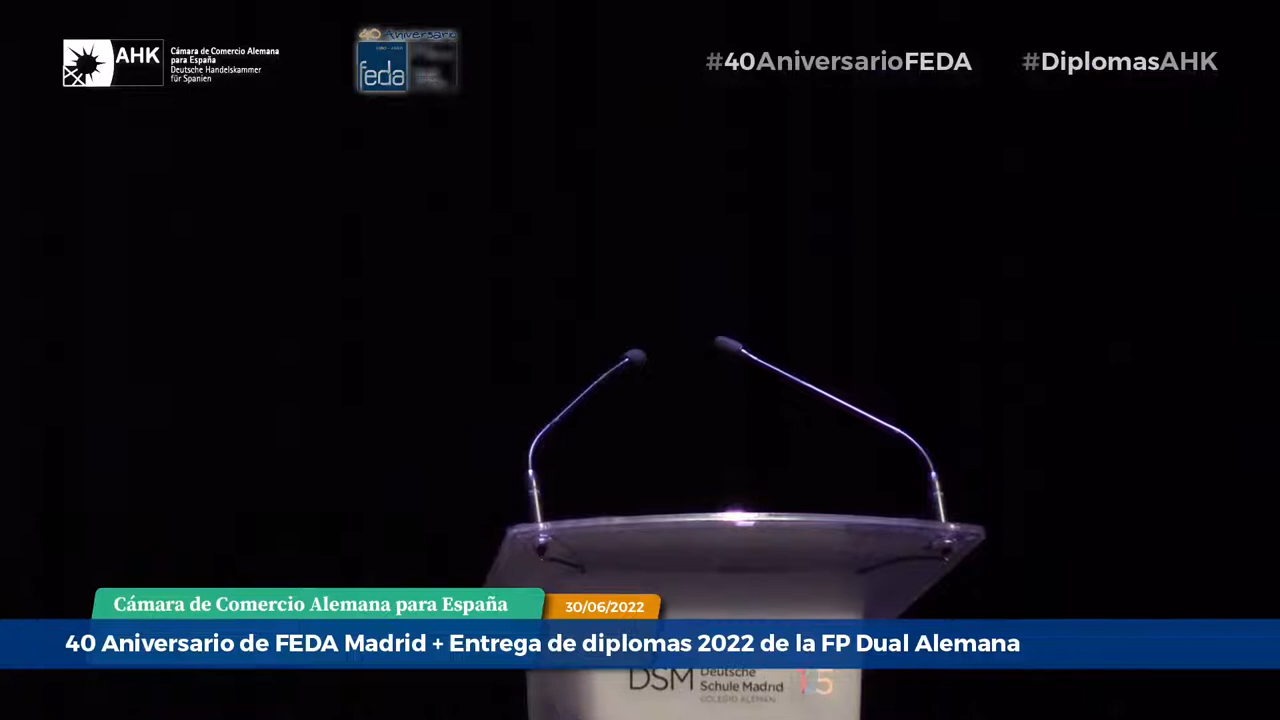 AHK
Cámara de Comercio Alemana
para España
Deutsche Handelskammer
für Spanien
40 Aniversario
feda
#40AniversarioFEDA
#DiplomasAHK
Cámara de Comercio Alemana para España
30/06/2022
40 Aniversario de FEDA Madrid + Entrega de diplomas 2022 de la FP Dual Alemana
DSM
Deutsche
Schule Madrid
COLEGIO ALEMÁN